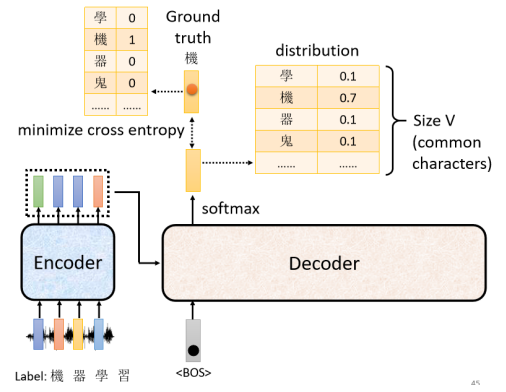 學 0
機 1
器 0
鬼 0
...... ......
Ground
truth
機
distribution
學 0.1
機 0.7
器 0.1
鬼 0.1
...... ......
Size V
(common
characters)
minimize cross entropy
softmax
Encoder
Decoder
<BOS>
Label: 機 器 學 習
45